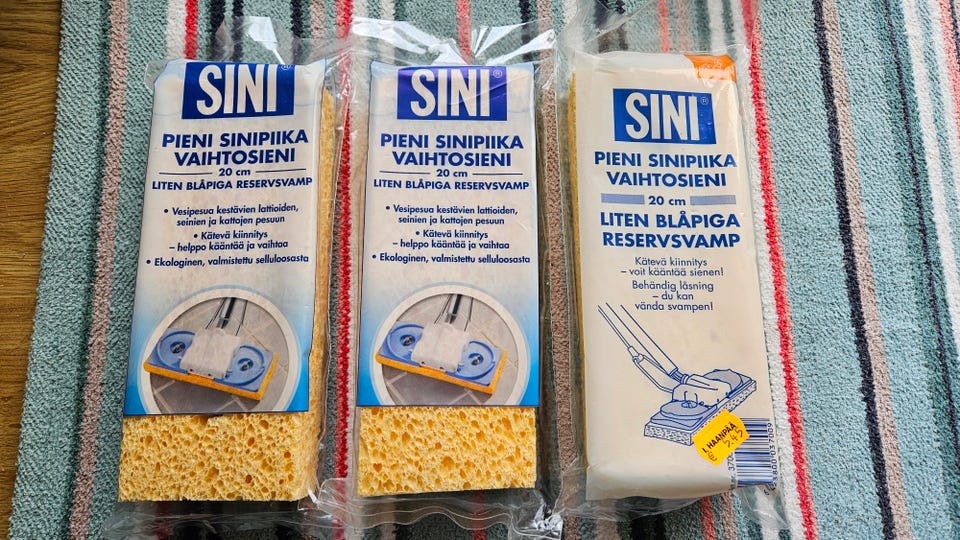 SINI®
PIENI SINIPIIKA
VAIHTOSIENI
20 cm
LITEN BLÅPIGA RESERVSVAMP
• Vesipesua kestävien lattioiden,
seinien ja kattojen pesuun
• Kätevä kiinnitys
– helppo kääntää ja vaihtaa
• Ekologinen, valmistettu selluloosasta
SINI®
PIENI SINIPIIKA
VAIHTOSIENI
20 cm
LITEN BLÅPIGA RESERVSVAMP
• Vesipesua kestävien lattioiden,
seinien ja kattojen pesuun
• Kätevä kiinnitys
– helppo kääntää ja vaihtaa
• Ekologinen, valmistettu selluloosasta
SINI®
PIENI SINIPIIKA
VAIHTOSIENI
20 cm
LITEN BLÅPIGA
RESERVSVAMP
Kätevä kiinnitys
– voit kääntää sienen!
Behändig låsning
– du kan
vända svampen!
L HAANPÄÄ
€ 5.45